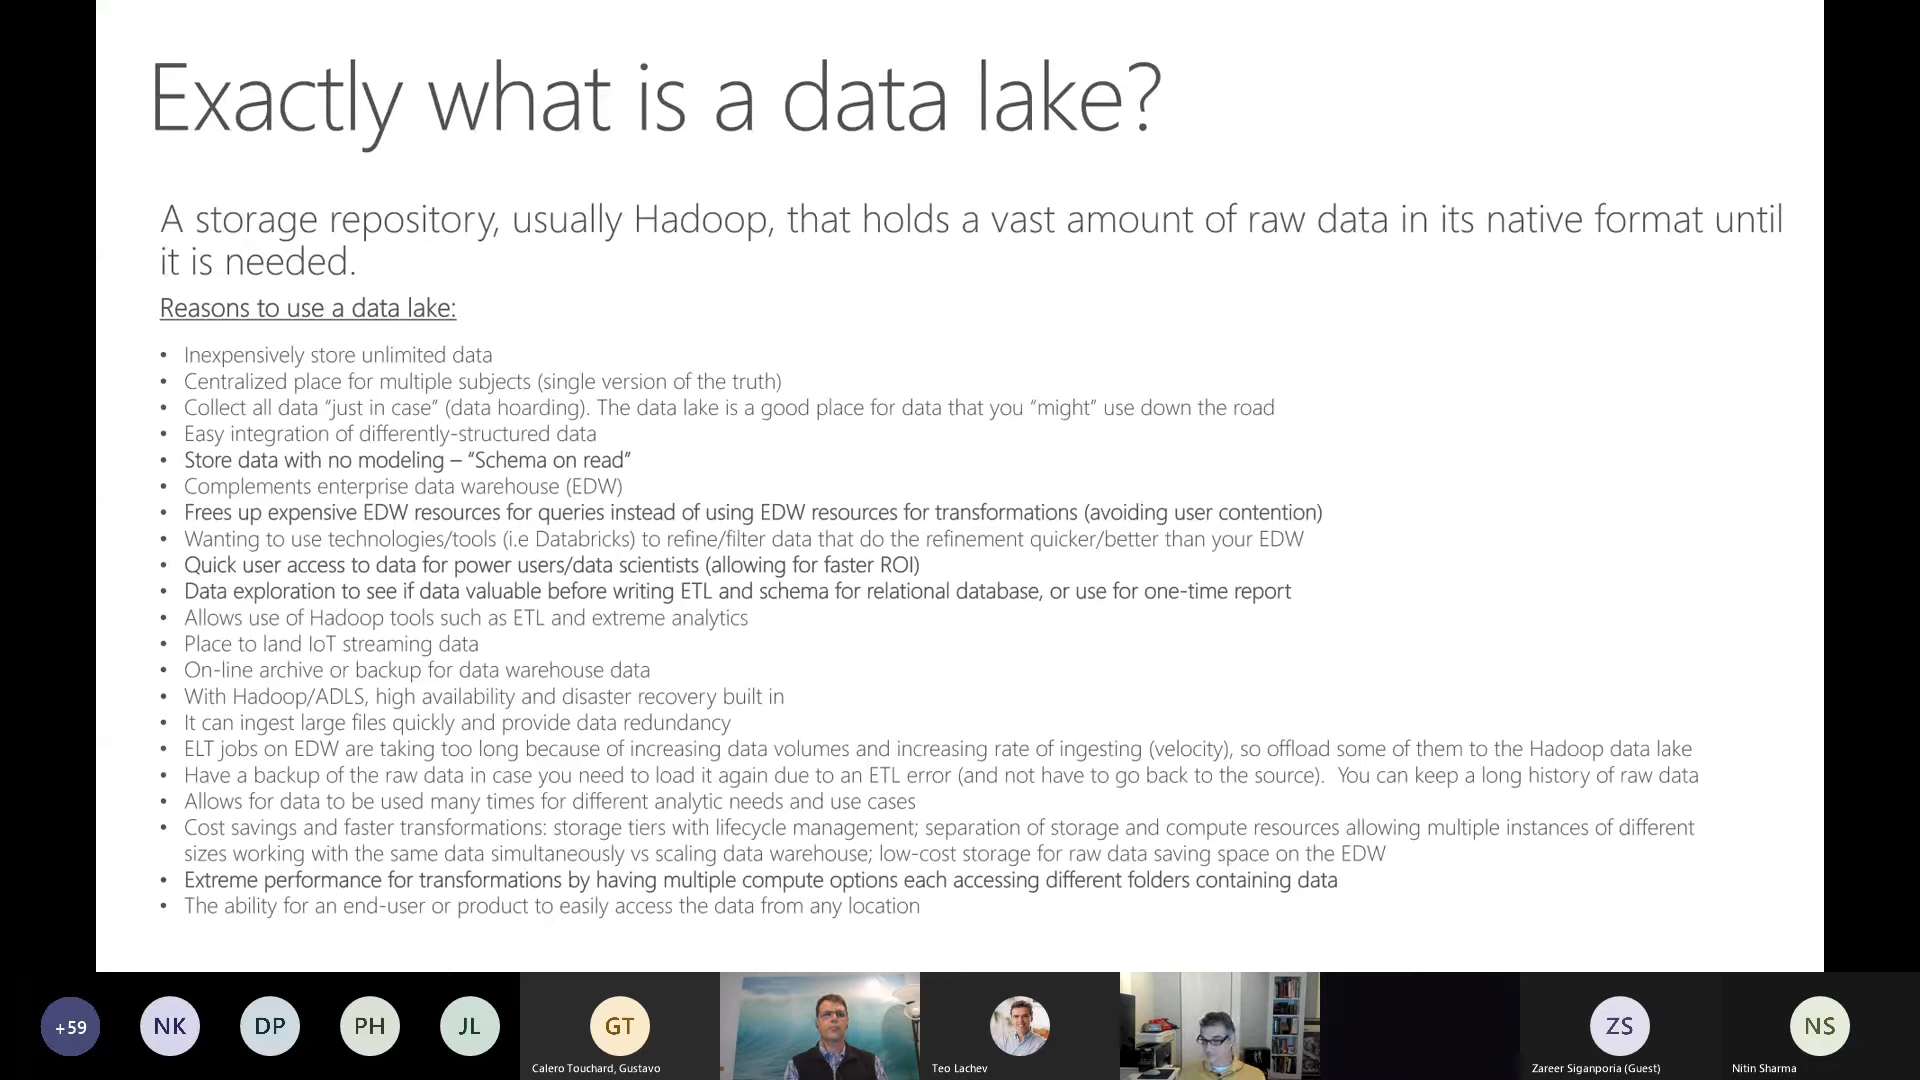 Exactly what is a data lake?
A storage repository, usually Hadoop, that holds a vast amount of raw data in its native format until
it is needed.
Reasons to use a data lake:
• Inexpensively store unlimited data
• Centralized place for multiple subjects (single version of the truth)
• Collect all data “just in case” (data hoarding). The data lake is a good place for data that you “might” use down the road
• Easy integration of differently-structured data
• Store data with no modeling – “Schema on read”
• Complements enterprise data warehouse (EDW)
• Frees up expensive EDW resources for queries instead of using EDW resources for transformations (avoiding user contention)
• Wanting to use technologies/tools (i.e Databricks) to refine/filter data that do the refinement quicker/better than your EDW
• Quick user access to data for power users/data scientists (allowing for faster ROI)
• Data exploration to see if data valuable before writing ETL and schema for relational database, or use for one-time report
• Allows use of Hadoop tools such as ETL and extreme analytics
• Place to land IoT streaming data
• On-line archive or backup for data warehouse data
• With Hadoop/ADLS, high availability and disaster recovery built in
• It can ingest large files quickly and provide data redundancy
• ELT jobs on EDW are taking too long because of increasing data volumes and increasing rate of ingesting (velocity), so offload some of them to the Hadoop data lake
• Have a backup of the raw data in case you need to load it again due to an ETL error (and not have to go back to the source).  You can keep a long history of raw data
• Allows for data to be used many times for different analytic needs and use cases
• Cost savings and faster transformations: storage tiers with lifecycle management; separation of storage and compute resources allowing multiple instances of different
sizes working with the same data simultaneously vs scaling data warehouse; low-cost storage for raw data saving space on the EDW
• Extreme performance for transformations by having multiple compute options each accessing different folders containing data
• The ability for an end-user or product to easily access the data from any location
+59
NK
DP
PH
JL
GT
ZS
NS
Calero Touchard, Gustavo
Teo Lachev
Zareer Siganporia (Guest)
Nitin Sharma